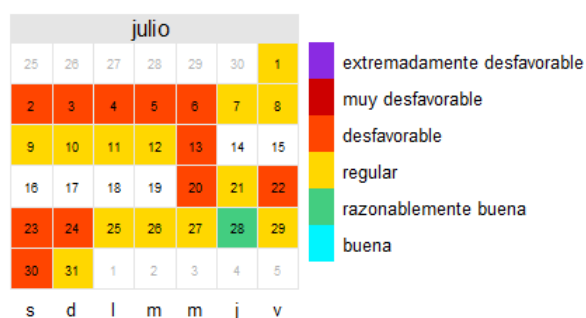 julio
25 26 27 28 29 30 1
2 3 4 5 6 7 8
9 10 11 12 13 14 15
16 17 18 19 20 21 22
23 24 25 26 27 28 29
30 31 1 2 3 4 5
s d l m m j v
extremadamente desfavorable
muy desfavorable
desfavorable
regular
razonablemente buena
buena